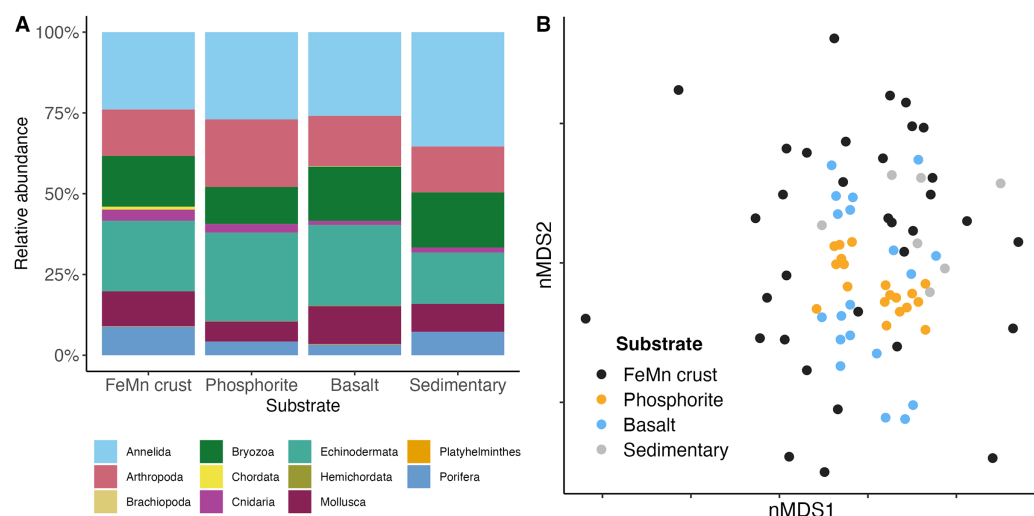 A
100%
75%
50%
25%
0%
Relative abundance
FeMn crust Phosphorite Basalt Sedimentary
Substrate
Annelida Bryozoa Echinodermata Platyhelminthes
Arthropoda Chordata Hemichordata Porifera
Brachiopoda Cnidaria Mollusca
B
nMDS2
Substrate
FeMn crust
Phosphorite
Basalt
Sedimentary
nMDS1